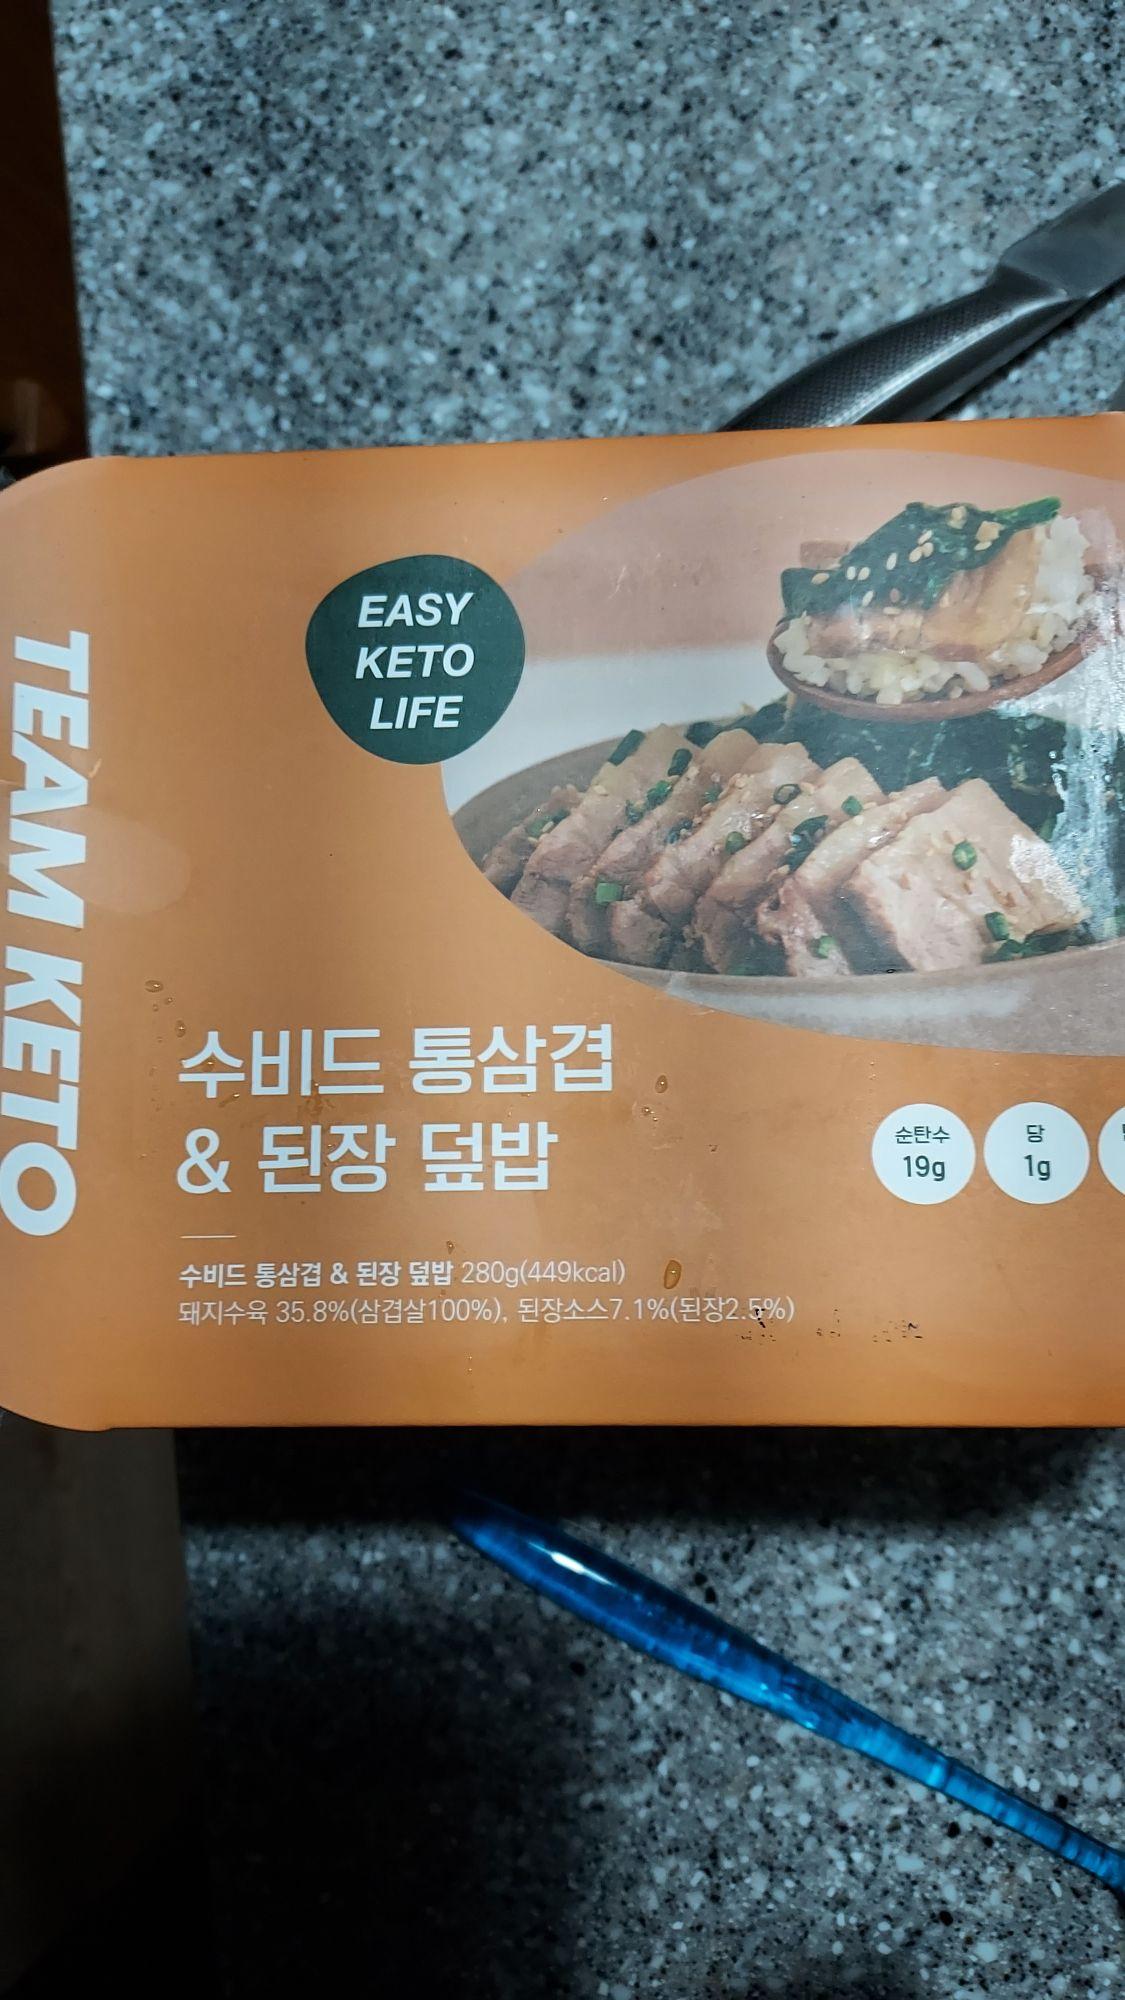 TEAM KETO
EASY
KETO
LIFE
수비드 통삼겹
& 된장 덮밥
순탄수
19g
당
1g
수비드 통삼겹 & 된장 덮밥 280g(449kcal)
돼지수육 35.8%(삼겹살100%), 된장소스7.1%(된장2.5%)